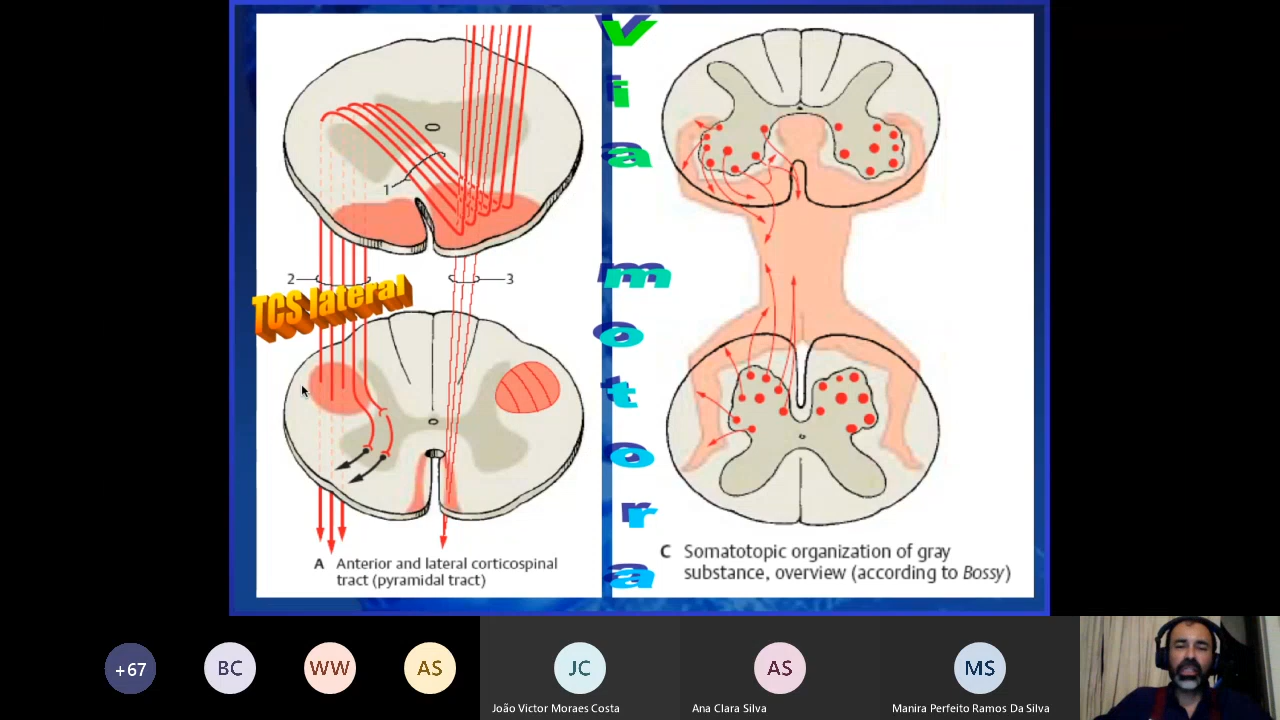 Via motora
1
2
3
TCS lateral
A Anterior and lateral corticospinal
tract (pyramidal tract)
C Somatotopic organization of gray
substance, overview (according to Bossy)
+67
BC
WW
AS
JC
João Victor Moraes Costa
AS
Ana Clara Silva
MS
Manira Perfeito Ramos Da Silva